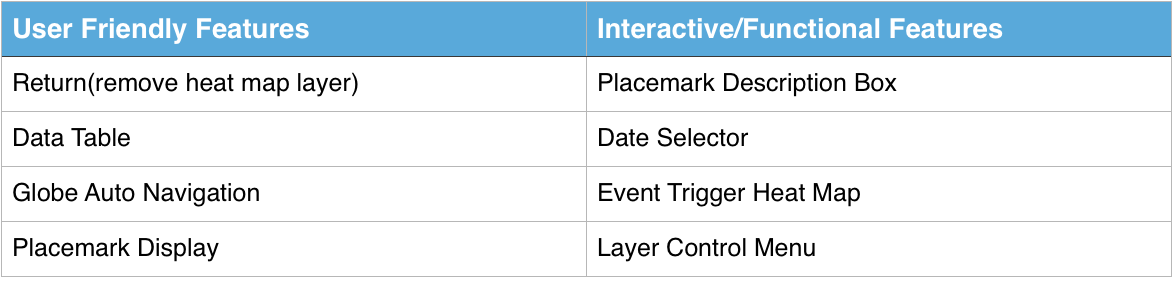 User Friendly Features Interactive/Functional Features
Return(remove heat map layer) Placemark Description Box
Data Table Date Selector
Globe Auto Navigation Event Trigger Heat Map
Placemark Display Layer Control Menu